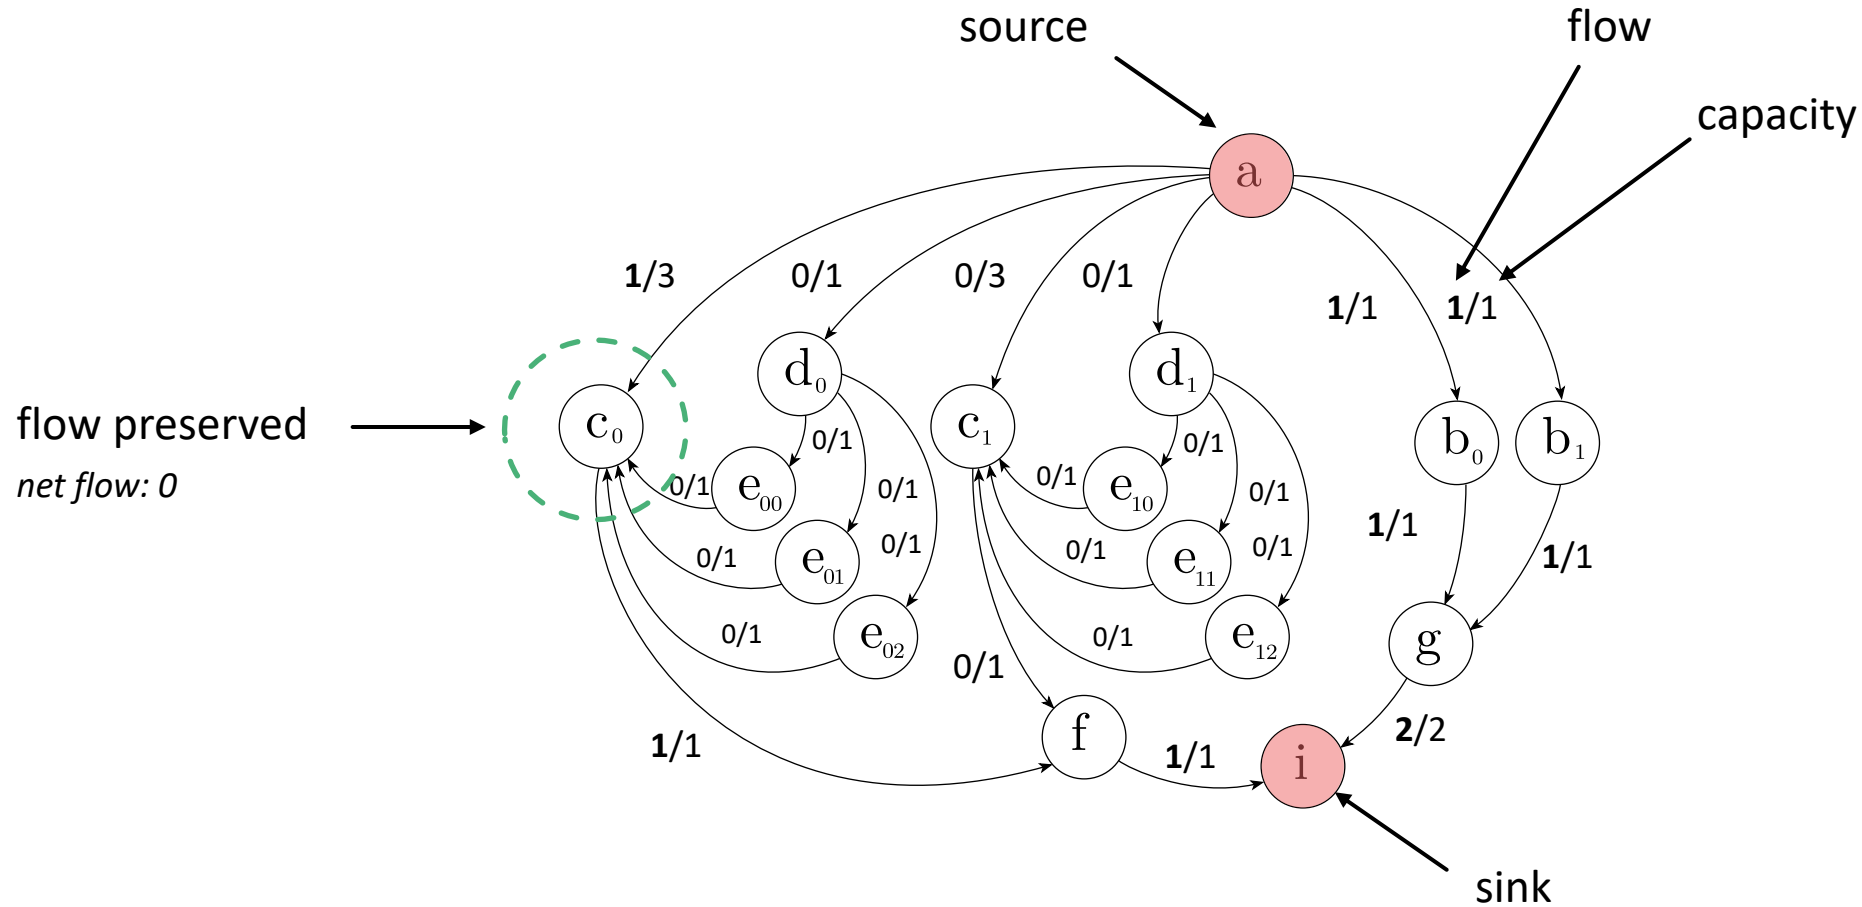 source
flow
capacity
a
1/3
0/1
0/3
0/1
1/1
1/1
flow preserved
net flow: 0
c0
d0
c1
d1
b0
b1
0/1
0/1
0/1
e00
0/1
e10
0/1
0/1
0/1
0/1
0/1
e01
0/1
e11
0/1
0/1
e02
0/1
e12
1/1
1/1
g
0/1
1/1
f
1/1
i
2/2
sink